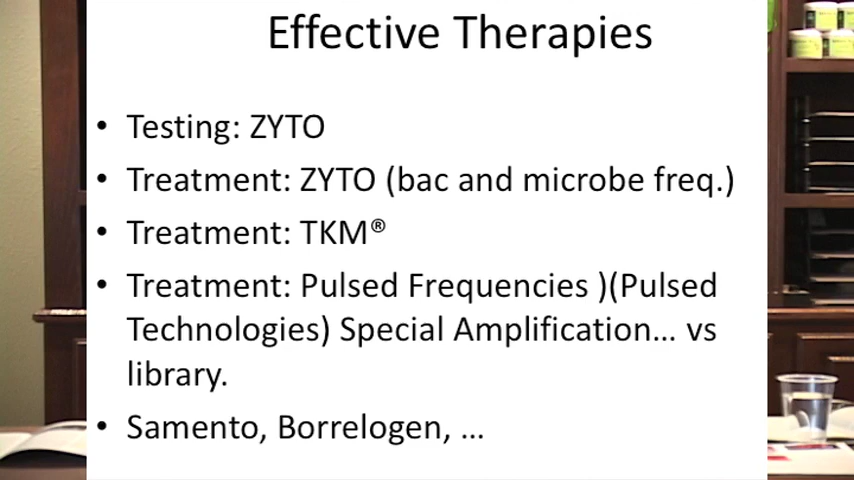 Effective Therapies
• Testing: ZYTO
• Treatment: ZYTO (bac and microbe freq.)
• Treatment: TKM®
• Treatment: Pulsed Frequencies )(Pulsed
Technologies) Special Amplification... vs
library.
• Samento, Borrelogen, ...